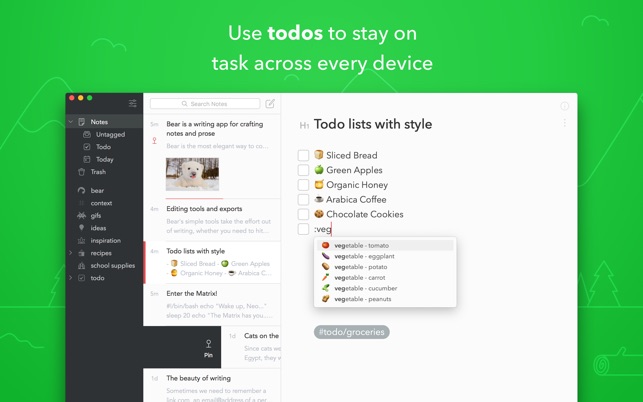 Use todos to stay on
task across every device
Notes
Untagged
Todo
Today
Trash
bear
context
gifs
ideas
inspiration
recipes
school supplies
todo
Search Notes
5m
Bear is a writing app for crafting
notes and prose
Bear is the most elegant way to co...
4m
Editing tools and exports
Bear's simple tools take the effort out
of writing, whether you need to hit...
4m
Todo lists with style
- 🍞 Sliced Bread - 🍏 Green Apples
- 🍯 Organic Honey - ☕ Arabica C...
5m
Enter the Matrix!
#!/bin/bash echo "Wake up, Neo..."
sleep 20 echo "The Matrix has you...
Pin
1d
Cats on the
Since cats we
Egypt, they w
1d
The beauty of writing
Sometimes we need to remember a
link.com, an email@address of a per
H1 Todo lists with style
🍞 Sliced Bread
🍏 Green Apples
🍯 Organic Honey
☕ Arabica Coffee
🍪 Chocolate Cookies
:veg
vegetable - tomato
vegetable - eggplant
vegetable - potato
vegetable - carrot
vegetable - cucumber
vegetable - peanuts
#todo/groceries